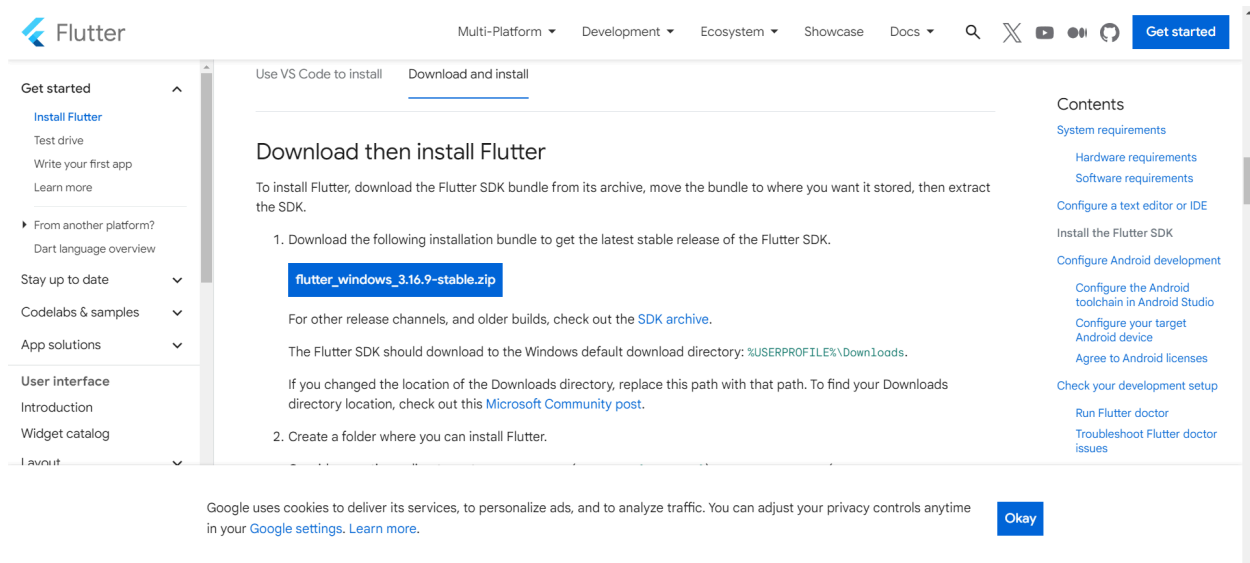 Flutter
Multi-Platform
Development
Ecosystem
Showcase
Docs
Get started
Get started
Install Flutter
Test drive
Write your first app
Learn more
From another platform?
Dart language overview
Stay up to date
Codelabs & samples
App solutions
User interface
Introduction
Widget catalog
Layout
Use VS Code to install
Download and install
Download then install Flutter
To install Flutter, download the Flutter SDK bundle from its archive, move the bundle to where you want it stored, then extract
the SDK.
1. Download the following installation bundle to get the latest stable release of the Flutter SDK.
flutter_windows_3.16.9-stable.zip
For other release channels, and older builds, check out the SDK archive.
The Flutter SDK should download to the Windows default download directory: %USERPROFILE%\Downloads.
If you changed the location of the Downloads directory, replace this path with that path. To find your Downloads
directory location, check out this Microsoft Community post.
2. Create a folder where you can install Flutter.
Contents
System requirements
Hardware requirements
Software requirements
Configure a text editor or IDE
Install the Flutter SDK
Configure Android development
Configure the Android
toolchain in Android Studio
Configure your target
Android device
Agree to Android licenses
Check your development setup
Run Flutter doctor
Troubleshoot Flutter doctor
issues
Google uses cookies to deliver its services, to personalize ads, and to analyze traffic. You can adjust your privacy controls anytime
in your Google settings. Learn more.
Okay